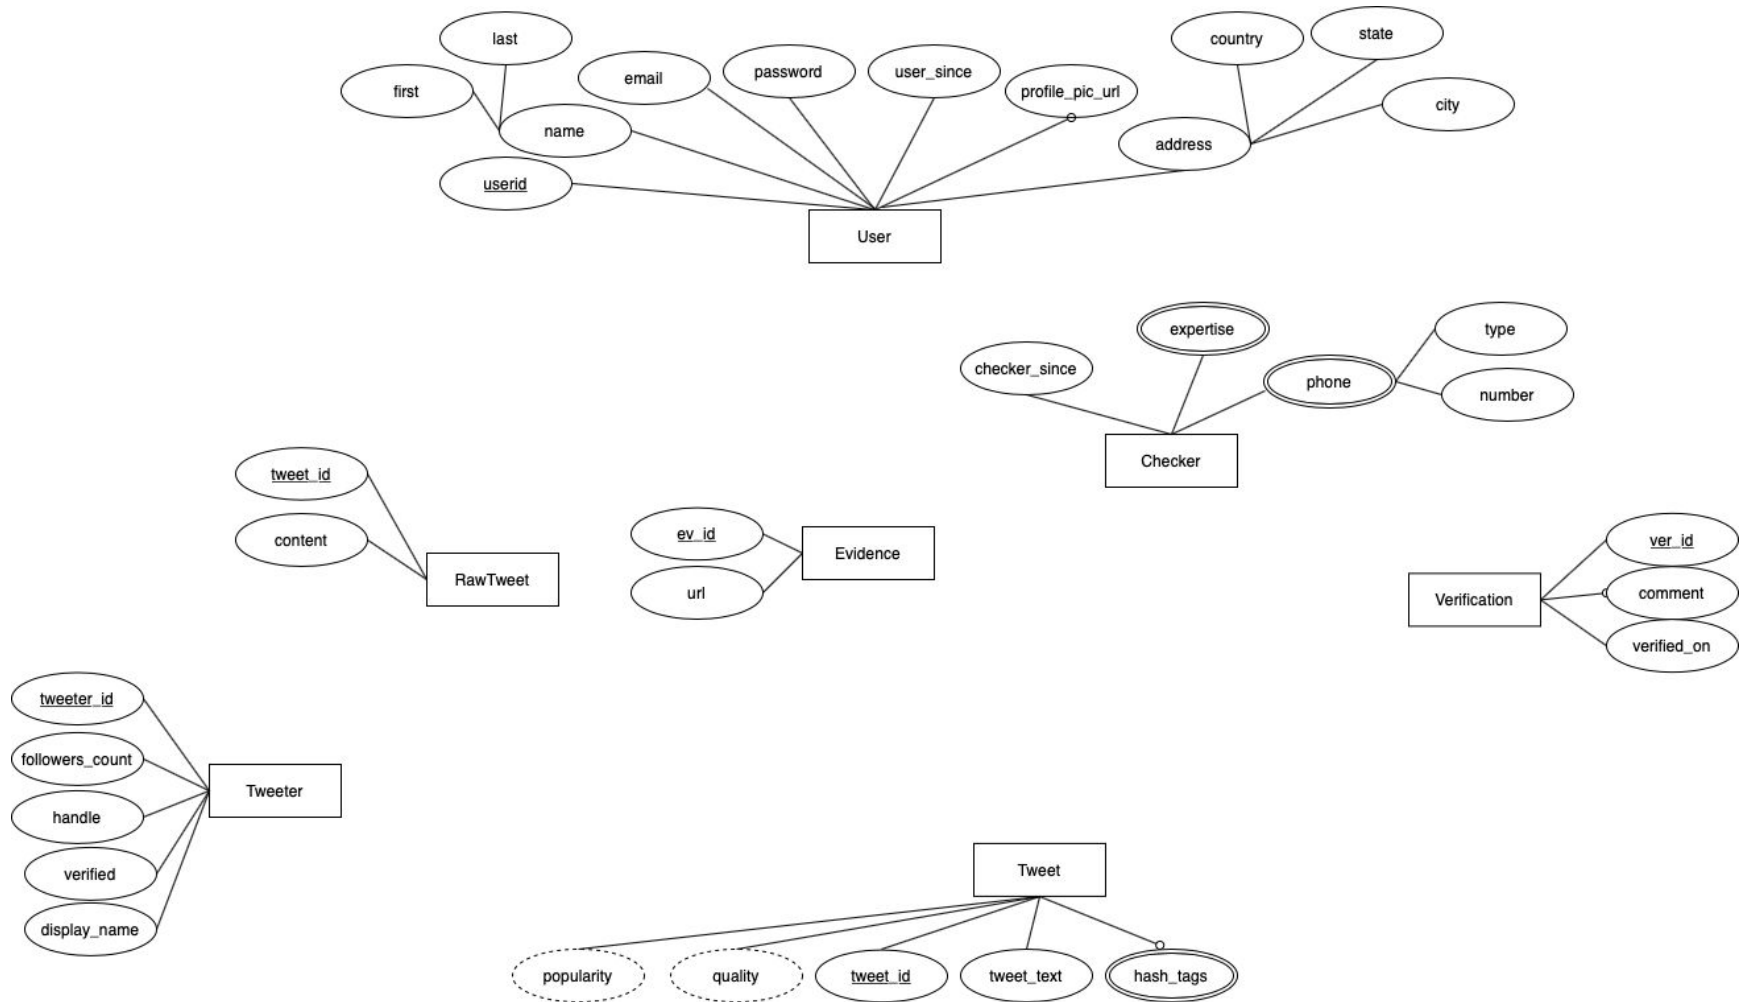 last
country
state
first
email
password
user_since
profile_pic_url
city
name
address
userid
User
expertise
type
checker_since
phone
number
Checker
tweet_id
content
RawTweet
ev_id
url
Evidence
ver_id
comment
verified_on
Verification
tweeter_id
followers_count
handle
verified
display_name
Tweeter
Tweet
popularity
quality
tweet_id
tweet_text
hash_tags